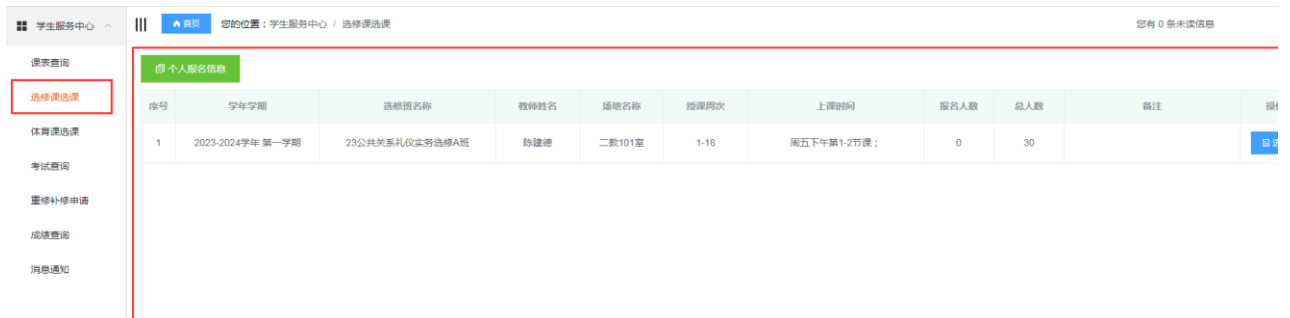 学生服务中心
首页 您的位置：学生服务中心 / 选修课选课
您有 0 条未读信息
课表查询
选修课选课
体育课选课
考试查询
重修补修申请
成绩查询
消息通知
个人报名信息
序号 学年学期 选修班名称 教师姓名 场地名称 授课周次 上课时间 报名人数 总人数 备注
1 2023-2024学年 第一学期 23公共关系礼仪实务选修A班 陈建德 二教101室 1-18 周五下午第1-2节课； 0 30